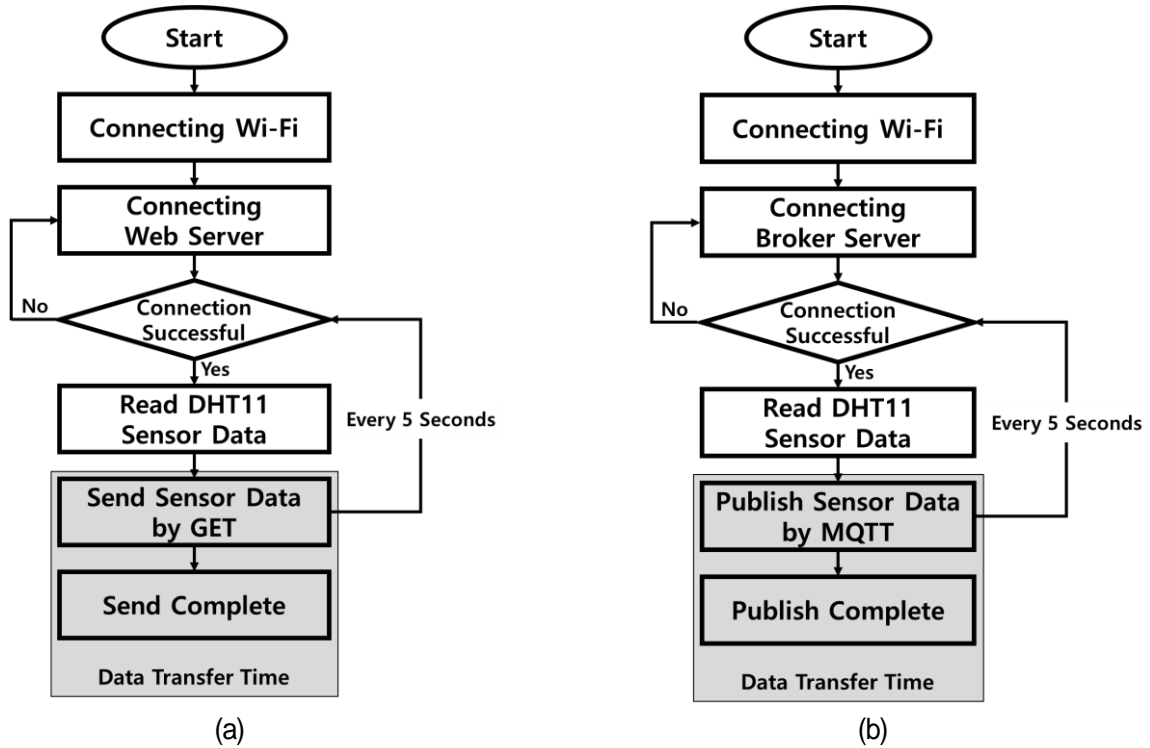 Start
Connecting Wi-Fi
Connecting
Web Server
No
Connection
Successful
Yes
Read DHT11
Sensor Data
Every 5 Seconds
Send Sensor Data
by GET
Send Complete
Data Transfer Time
(a)
Start
Connecting Wi-Fi
Connecting
Broker Server
No
Connection
Successful
Yes
Read DHT11
Sensor Data
Every 5 Seconds
Publish Sensor Data
by MQTT
Publish Complete
Data Transfer Time
(b)